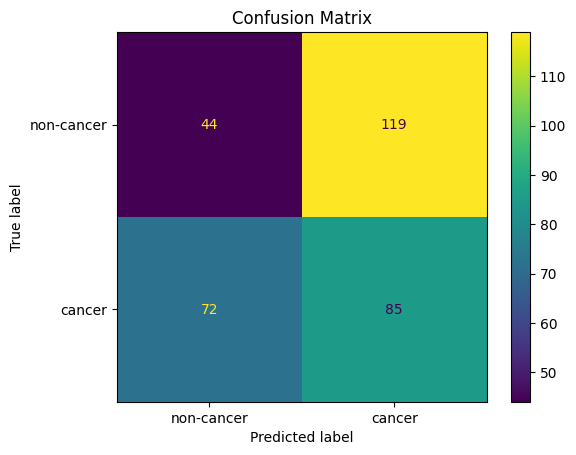 Confusion Matrix
True label
non-cancer
44
119
cancer
72
85
non-cancer
cancer
Predicted label
110
100
90
80
70
60
50